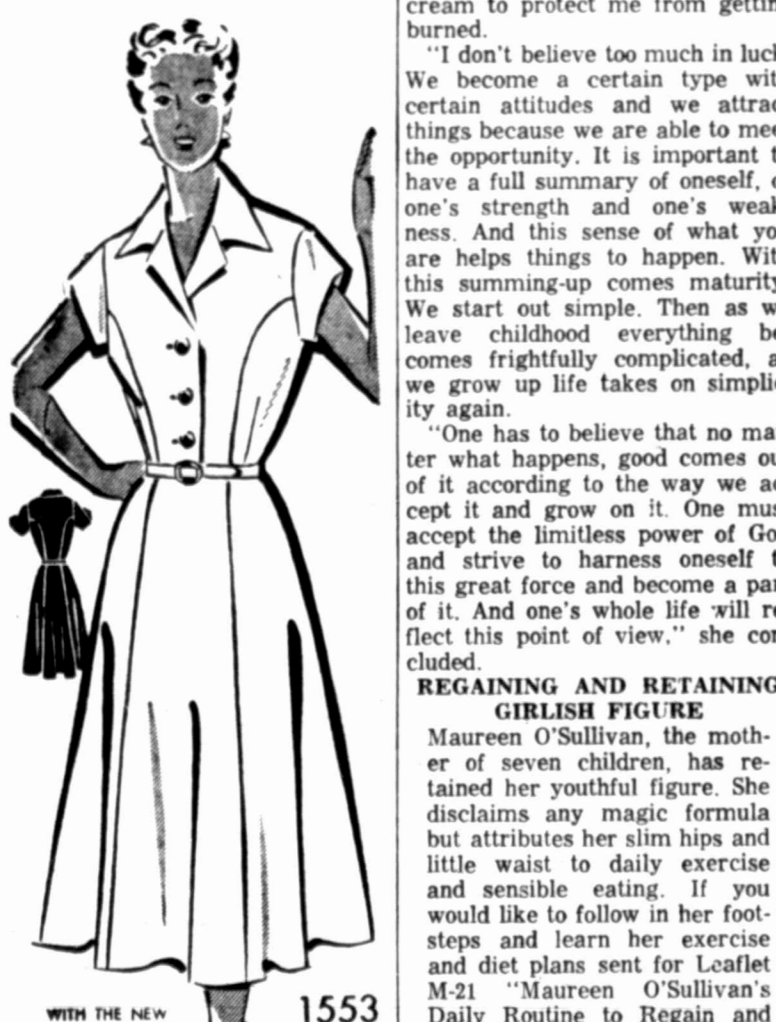 WITH THE NEW
1553
cream to protect me from gettin
burned.
"I don't believe too much in luck
We become a certain type wit
certain attitudes and we attrac
things because we are able to mee
the opportunity. It is important t
have a full summary of oneself, o
one's strength and one's weak
ness. And this sense of what yo
are helps things to happen. Wit
this summing-up comes maturity
We start out simple. Then as w
leave childhood everything be
comes frightfully complicated, a
we grow up life takes on simplic
ity again.
"One has to believe that no mat
ter what happens, good comes ou
of it according to the way we ac
cept it and grow on it. One mus
accept the limitless power of Go
and strive to harness oneself t
this great force and become a par
of it. And one's whole life will re
flect this point of view," she con
cluded.
REGAINING AND RETAINING
GIRLISH FIGURE
Maureen O'Sullivan, the moth-
er of seven children, has re-
tained her youthful figure. She
disclaims any magic formula
but attributes her slim hips and
little waist to daily exercise
and sensible eating. If you
would like to follow in her foot-
steps and learn her exercise
and diet plans sent for Leaflet
M-21 "Maureen O'Sullivan's
Daily Routine to Regain and